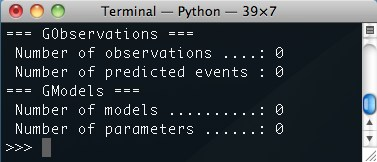 Terminal — Python — 39×7
=== GObservations ===
 Number of observations ....: 0
 Number of predicted events : 0
=== GModels ===
 Number of models ..........: 0
 Number of parameters ......: 0
>>>